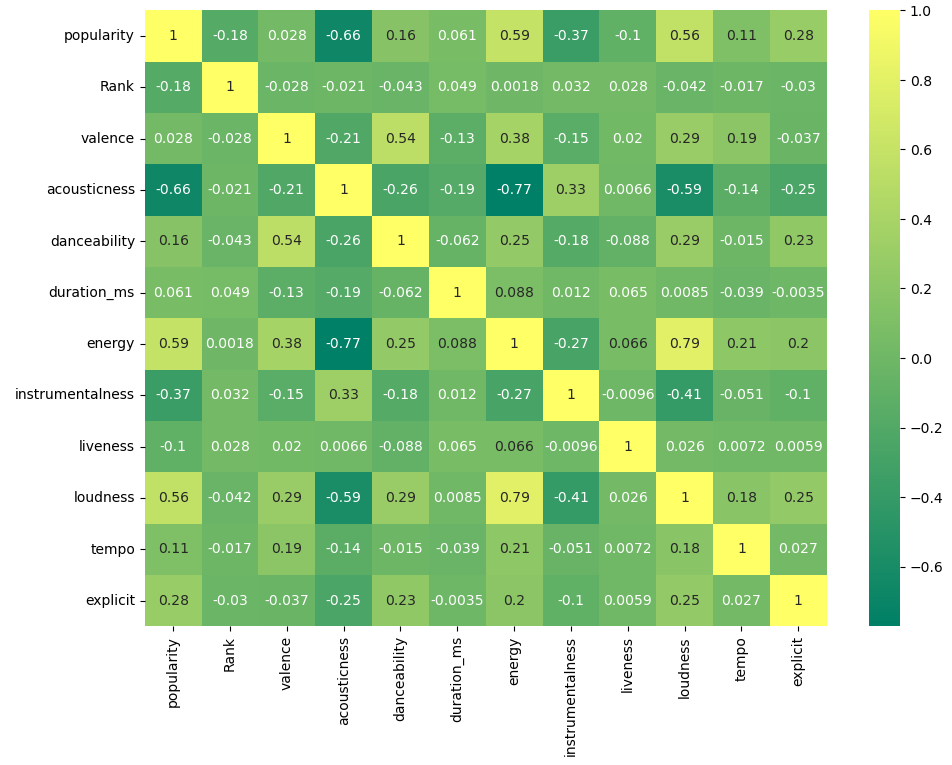 popularity 1 -0.18 0.028 -0.66 0.16 0.061 0.59 -0.37 -0.1 0.56 0.11 0.28
Rank -0.18 1 -0.028 -0.021 -0.043 0.049 0.0018 0.032 0.028 -0.042 -0.017 -0.03
valence 0.028 -0.028 1 -0.21 0.54 -0.13 0.38 -0.15 0.02 0.29 0.19 -0.037
acousticness -0.66 -0.021 -0.21 1 -0.26 -0.19 -0.77 0.33 0.0066 -0.59 -0.14 -0.25
danceability 0.16 -0.043 0.54 -0.26 1 -0.062 0.25 -0.18 -0.088 0.29 -0.015 0.23
duration_ms 0.061 0.049 -0.13 -0.19 -0.062 1 0.088 0.012 0.065 0.0085 -0.039 -0.0035
energy 0.59 0.0018 0.38 -0.77 0.25 0.088 1 -0.27 0.066 0.79 0.21 0.2
instrumentalness -0.37 0.032 -0.15 0.33 -0.18 0.012 -0.27 1 -0.0096 -0.41 -0.051 -0.1
liveness -0.1 0.028 0.02 0.0066 -0.088 0.065 0.066 -0.0096 1 0.026 0.0072 0.0059
loudness 0.56 -0.042 0.29 -0.59 0.29 0.0085 0.79 -0.41 0.026 1 0.18 0.25
tempo 0.11 -0.017 0.19 -0.14 -0.015 -0.039 0.21 -0.051 0.0072 0.18 1 0.027
explicit 0.28 -0.03 -0.037 -0.25 0.23 -0.0035 0.2 -0.1 0.0059 0.25 0.027 1
popularity
Rank
valence
acousticness
danceability
duration_ms
energy
instrumentalness
liveness
loudness
tempo
explicit
1.0
0.8
0.6
0.4
0.2
0.0
−0.2
−0.4
−0.6